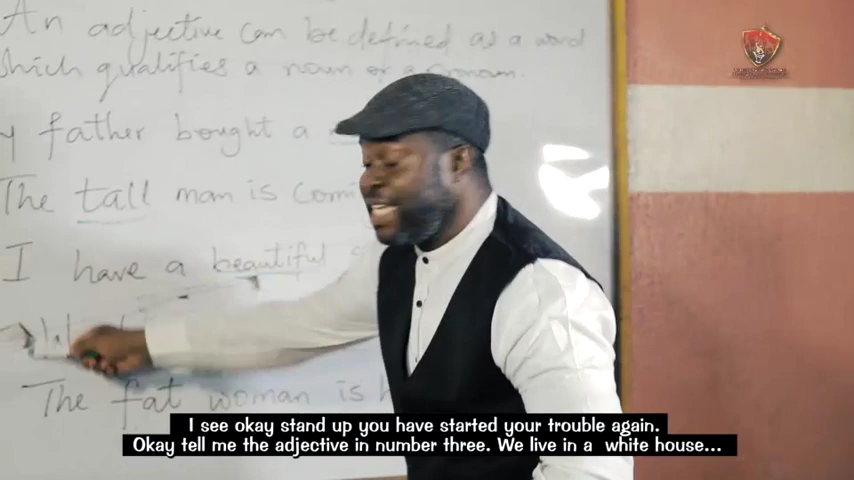 An adjective can be defined as a word
which qualifies a noun or a pronoun.
father bought a
The tall man is
I have a beautiful
The fat woman is
I see okay stand up you have started your trouble again.
Okay tell me the adjective in number three. We live in a white house...